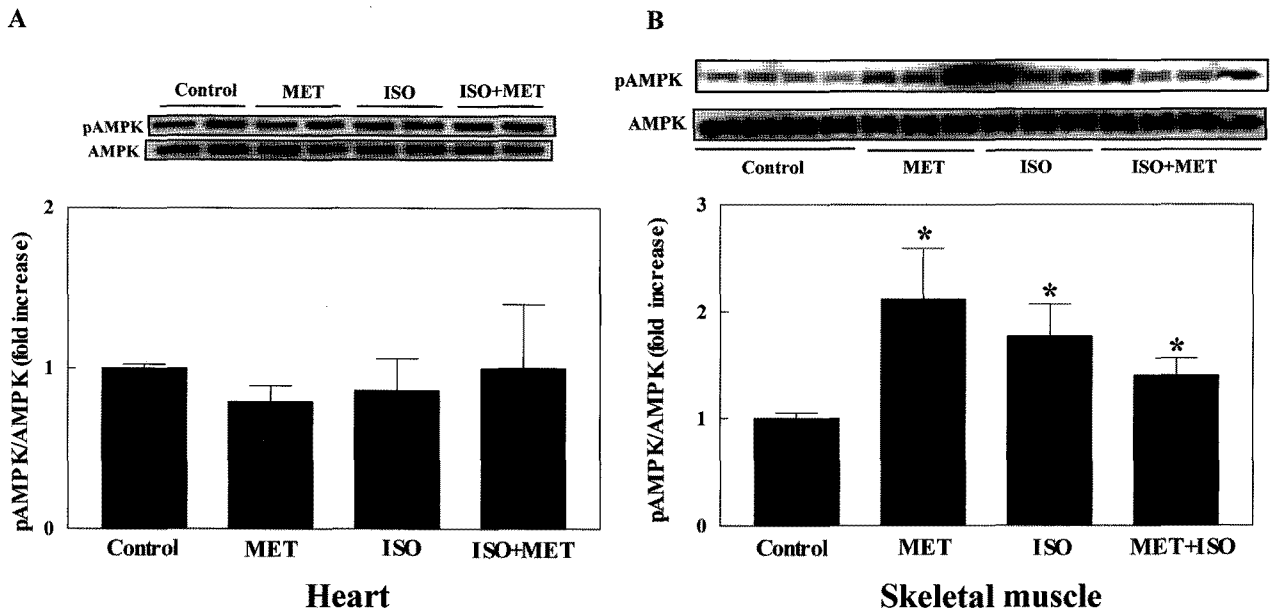 A
Control MET ISO ISO+MET
pAMPK
AMPK
pAMPK/AMPK (fold increase)
2
1
0
Control MET ISO ISO+MET
Heart
B
pAMPK
AMPK
Control MET ISO ISO+MET
pAMPK/AMPK (fold increase)
3
2
1
0
* * *
Control MET ISO MET+ISO
Skeletal muscle